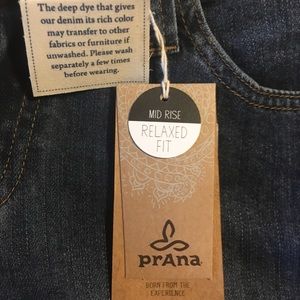 The deep dye that gives
our denim its rich color
may transfer to other
fabrics or furniture if
unwashed. Please wash
separately a few times
before wearing.
MID RISE
RELAXED
FIT
prAna
BORN FROM THE
EXPERIENCE